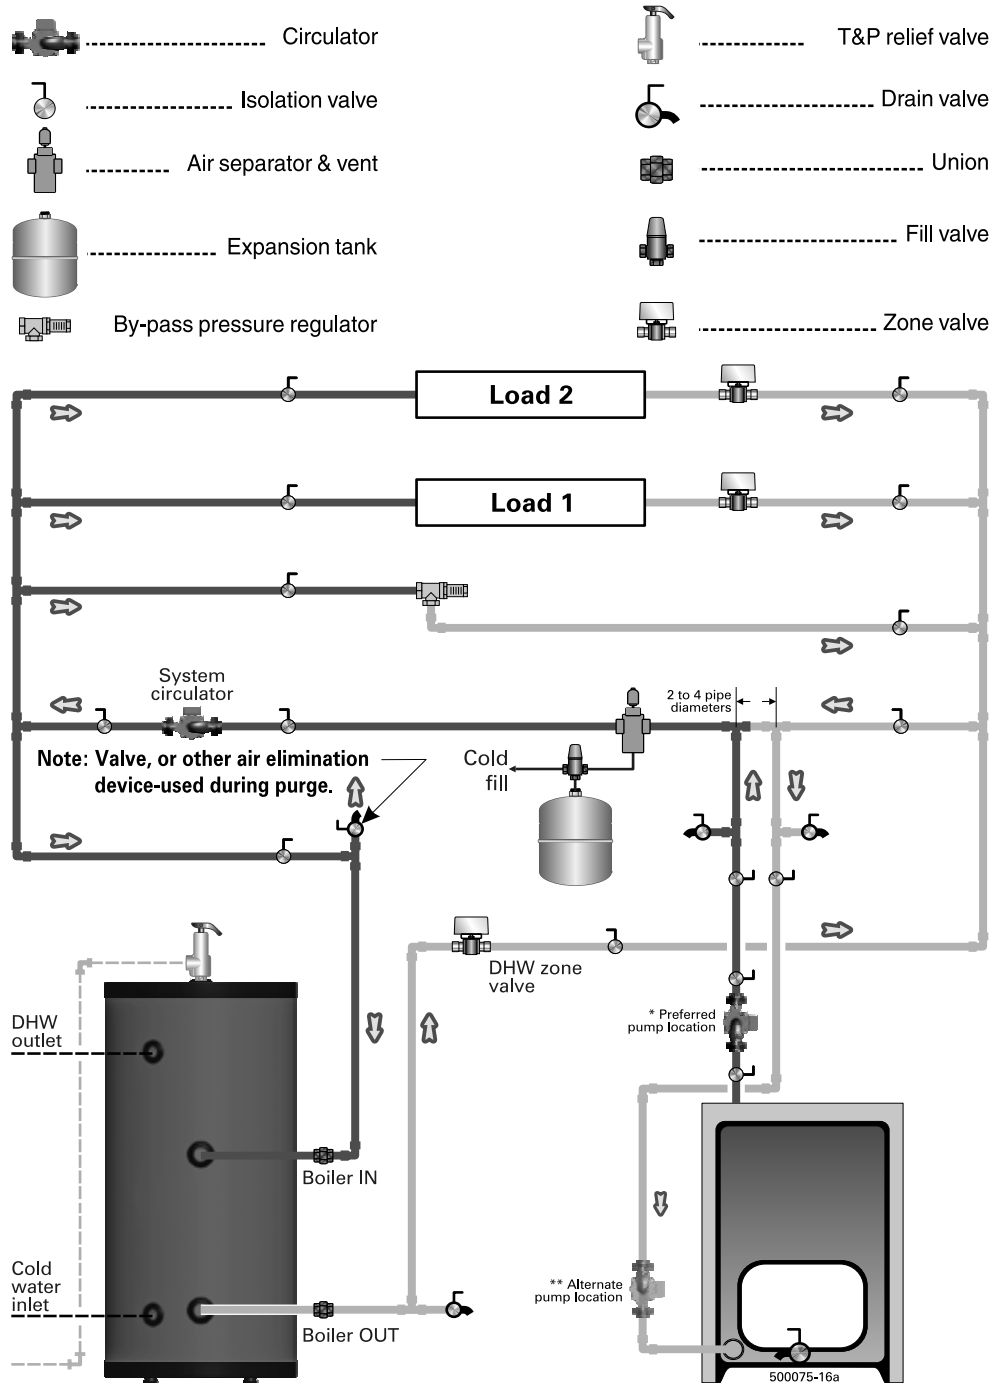 Circulator
Isolation valve
Air separator & vent
Expansion tank
By-pass pressure regulator
T&P relief valve
Drain valve
Union
Fill valve
Zone valve
Load 2
Load 1
System
circulator
2 to 4 pipe
diameters
Note: Valve, or other air elimination
device-used during purge.
Cold
fill
DHW zone
valve
* Preferred
pump location
DHW
outlet
Boiler IN
Cold
water
inlet
** Alternate
pump location
Boiler OUT
500075-16a